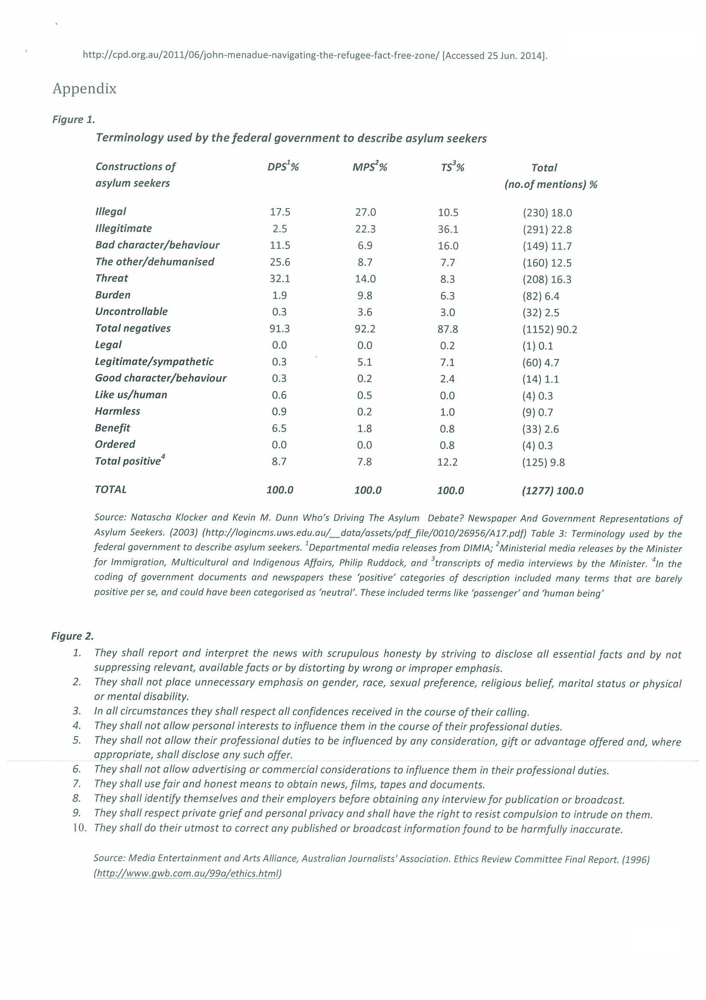 http://cpd.org.au/2011/06/john-menadue-navigating-the-refugee-fact-free-zone/ [Accessed 25 Jun. 2014].
Appendix
Figure 1.
Terminology used by the federal government to describe asylum seekers
Constructions of asylum seekers DPS1% MPS2% TS3% Total (no.of mentions) %
Illegal 17.5 27.0 10.5 (230) 18.0
Illegitimate 2.5 22.3 36.1 (291) 22.8
Bad character/behaviour 11.5 6.9 16.0 (149) 11.7
The other/dehumanised 25.6 8.7 7.7 (160) 12.5
Threat 32.1 14.0 8.3 (208) 16.3
Burden 1.9 9.8 6.3 (82) 6.4
Uncontrollable 0.3 3.6 3.0 (32) 2.5
Total negatives 91.3 92.2 87.8 (1152) 90.2
Legal 0.0 0.0 0.2 (1) 0.1
Legitimate/sympathetic 0.3 5.1 7.1 (60) 4.7
Good character/behaviour 0.3 0.2 2.4 (14) 1.1
Like us/human 0.6 0.5 0.0 (4) 0.3
Harmless 0.9 0.2 1.0 (9) 0.7
Benefit 6.5 1.8 0.8 (33) 2.6
Ordered 0.0 0.0 0.8 (4) 0.3
Total positive4 8.7 7.8 12.2 (125) 9.8
TOTAL 100.0 100.0 100.0 (1277) 100.0
Source: Natascha Klocker and Kevin M. Dunn Who's Driving The Asylum Debate? Newspaper And Government Representations of
Asylum Seekers. (2003) (http://logincms.uws.edu.au/__data/assets/pdf_file/0010/26956/A17.pdf) Table 3: Terminology used by the
federal government to describe asylum seekers. 1Departmental media releases from DIMIA; 2Ministerial media releases by the Minister
for Immigration, Multicultural and Indigenous Affairs, Philip Ruddock, and 3transcripts of media interviews by the Minister. 4In the
coding of government documents and newspapers these 'positive' categories of description included many terms that are barely
positive per se, and could have been categorised as 'neutral'. These included terms like 'passenger' and 'human being'
Figure 2.
1. They shall report and interpret the news with scrupulous honesty by striving to disclose all essential facts and by not
suppressing relevant, available facts or by distorting by wrong or improper emphasis.
2. They shall not place unnecessary emphasis on gender, race, sexual preference, religious belief, marital status or physical
or mental disability.
3. In all circumstances they shall respect all confidences received in the course of their calling.
4. They shall not allow personal interests to influence them in the course of their professional duties.
5. They shall not allow their professional duties to be influenced by any consideration, gift or advantage offered and, where
appropriate, shall disclose any such offer.
6. They shall not allow advertising or commercial considerations to influence them in their professional duties.
7. They shall use fair and honest means to obtain news, films, tapes and documents.
8. They shall identify themselves and their employers before obtaining any interview for publication or broadcast.
9. They shall respect private grief and personal privacy and shall have the right to resist compulsion to intrude on them.
10. They shall do their utmost to correct any published or broadcast information found to be harmfully inaccurate.
Source: Media Entertainment and Arts Alliance, Australian Journalists' Association. Ethics Review Committee Final Report. (1996)
(http://www.gwb.com.au/99a/ethics.html)